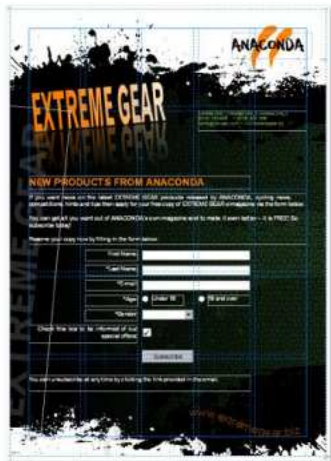 ANACONDA
EXTREME GEAR
EXTREME GEAR
NEW PRODUCTS FROM ANACONDA
If you want news on the latest EXTREME GEAR products released by ANACONDA, cycling news,
competitions, hints and tips then apply for your free copy of EXTREME GEAR e-magazine via the form below.
You can get all you want out of ANACONDA's own magazine and to make it even better – it is FREE! So
subscribe today!
Reserve your copy now by filling in the form below:
First Name:
*Last Name:
*E-mail:
*Age: Under 18 18 and over
*Gender:
Check this box to be informed of our
special offers:
Subscribe
You can unsubscribe at any time by clicking the link provided in the email.
www.extremegear.biz